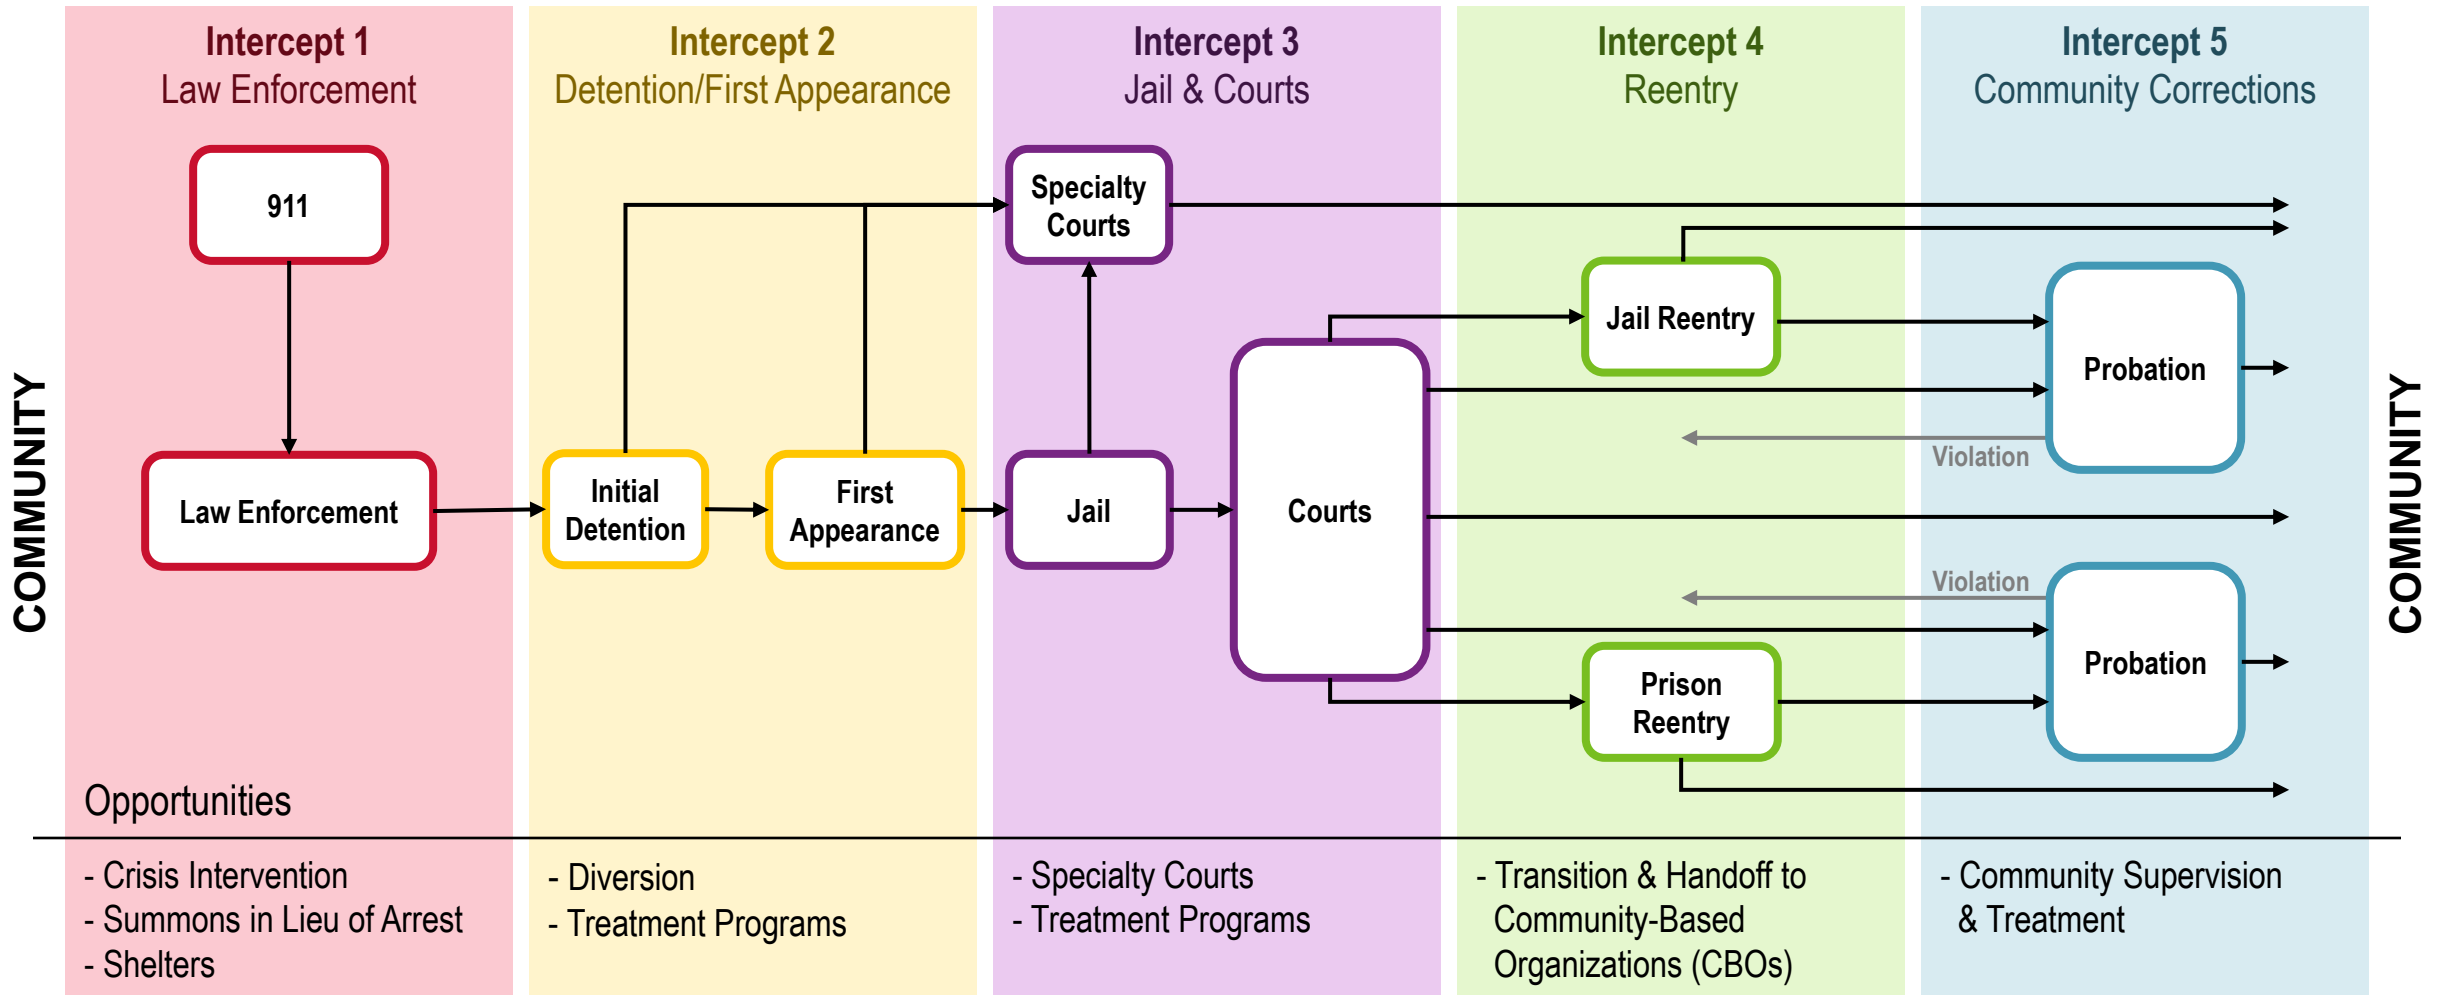 Intercept 1
Law Enforcement
Intercept 2
Detention/First Appearance
Intercept 3
Jail & Courts
Intercept 4
Reentry
Intercept 5
Community Corrections
COMMUNITY
911
Law Enforcement
Initial
Detention
First
Appearance
Specialty
Courts
Jail
Courts
Jail Reentry
Prison
Reentry
Probation
Violation
Violation
Probation
COMMUNITY
Opportunities
- Crisis Intervention
- Summons in Lieu of Arrest
- Shelters
- Diversion
- Treatment Programs
- Specialty Courts
- Treatment Programs
- Transition & Handoff to
Community-Based
Organizations (CBOs)
- Community Supervision
& Treatment